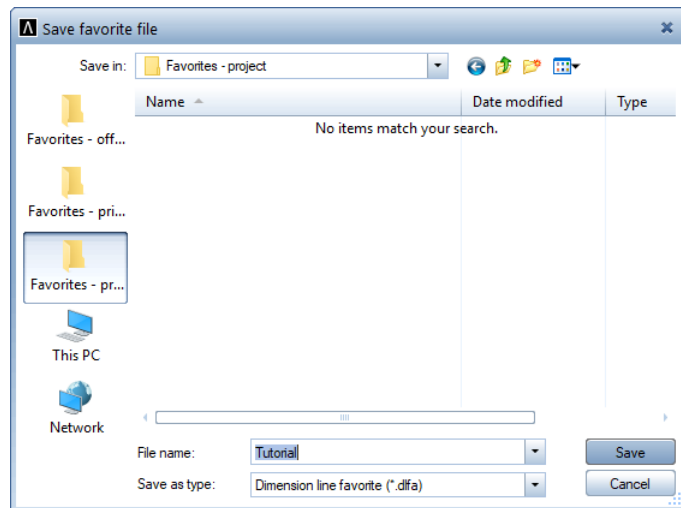 Save favorite file
Save in: Favorites - project
Name Date modified Type
No items match your search.
Favorites - off...
Favorites - pri...
Favorites - pr...
This PC
Network
File name: Tutorial Save
Save as type: Dimension line favorite (*.dlfa) Cancel